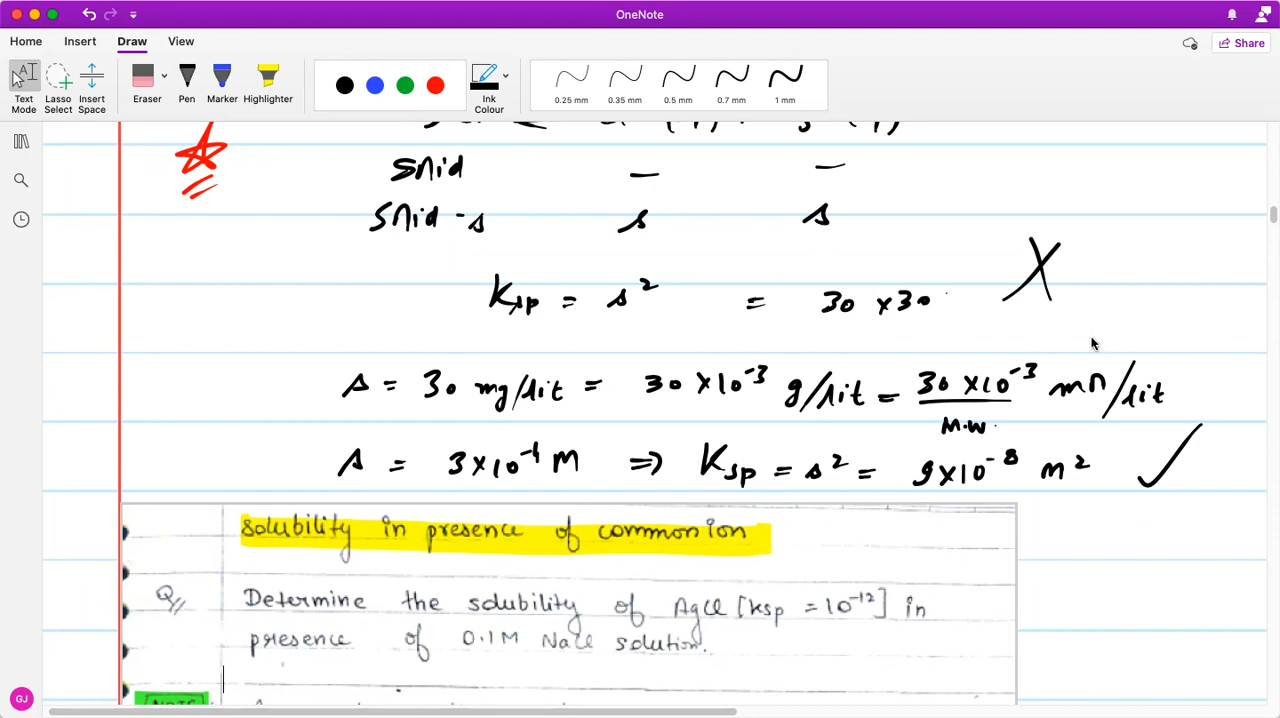 OneNote
Home Insert Draw View
Share
Text Mode
Lasso Select
Insert Space
Eraser
Pen
Marker
Highlighter
Ink Colour
0.25 mm
0.35 mm
0.5 mm
0.7 mm
1 mm
Solid — —
Solid -s s s
Ksp = s² = 30 × 30
s = 30 mg/lit = 30 × 10⁻³ g/lit = 30 × 10⁻³ / M.w. mol/lit
s = 3 × 10⁻⁴ M ⇒ Ksp = s² = 9 × 10⁻⁸ M² ✓
solubility in presence of common ion
Q// Determine the solubility of AgCl [Ksp = 10⁻¹²] in
presence of 0.1M NaCl solution.
GJ